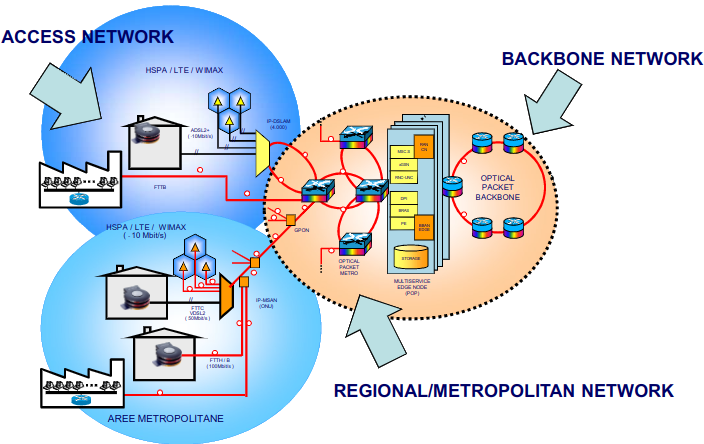 ACCESS NETWORK
BACKBONE NETWORK
HSPA / LTE / WIMAX
IP-DSLAM
(4.000)
ADSL2+
( -10Mbit/s)
FTTB
RAN
CN
MSC-S
xGSN
RNC-UNC
DPI
BRAS
PE
BBAN
EDGE
STORAGE
OPTICAL
PACKET
BACKBONE
HSPA / LTE / WIMAX
( -10 Mbit/s)
GPON
OPTICAL
PACKET
METRO
MULTISERVICE
EDGE NODE
(POP)
IP-MSAN
(ONU)
FTTC
VDSL2
( 50Mbit/s )
FTTH / B
( 100Mbit/s )
REGIONAL/METROPOLITAN NETWORK
AREE METROPOLITANE